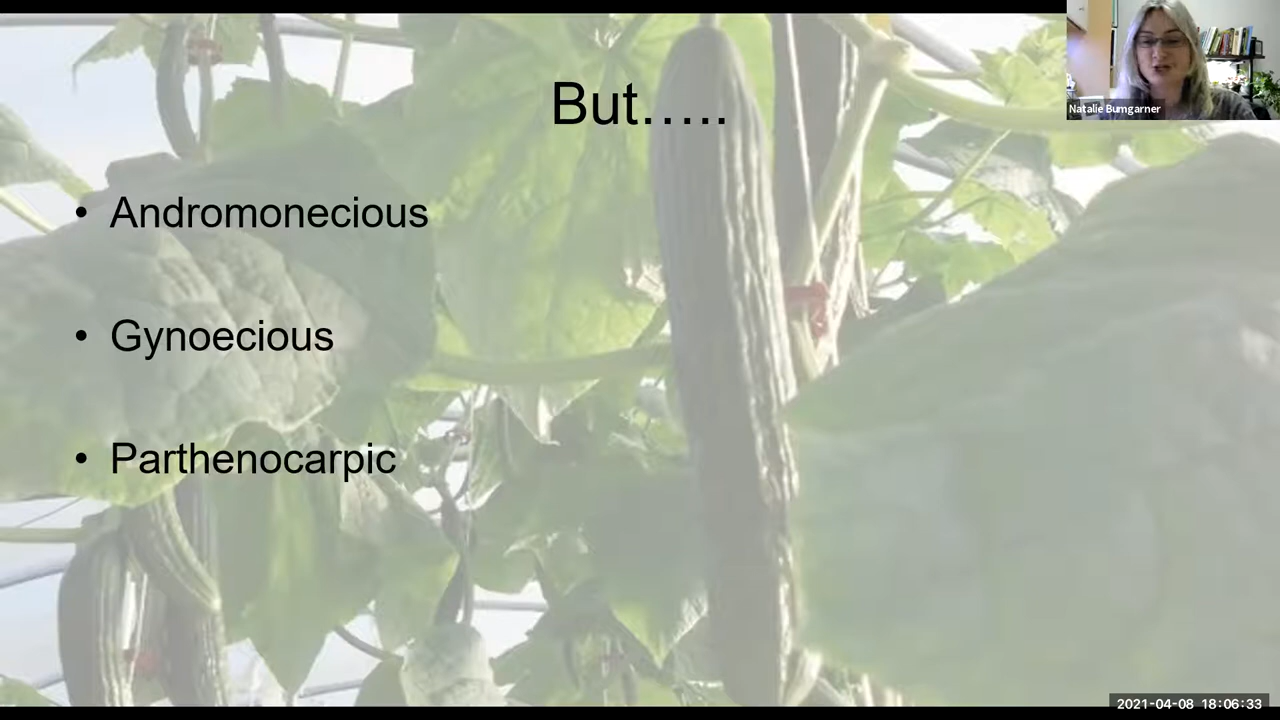 But…..
Natalie Bumgarner
• Andromonecious
• Gynoecious
• Parthenocarpic
2021-04-08 18:06:33